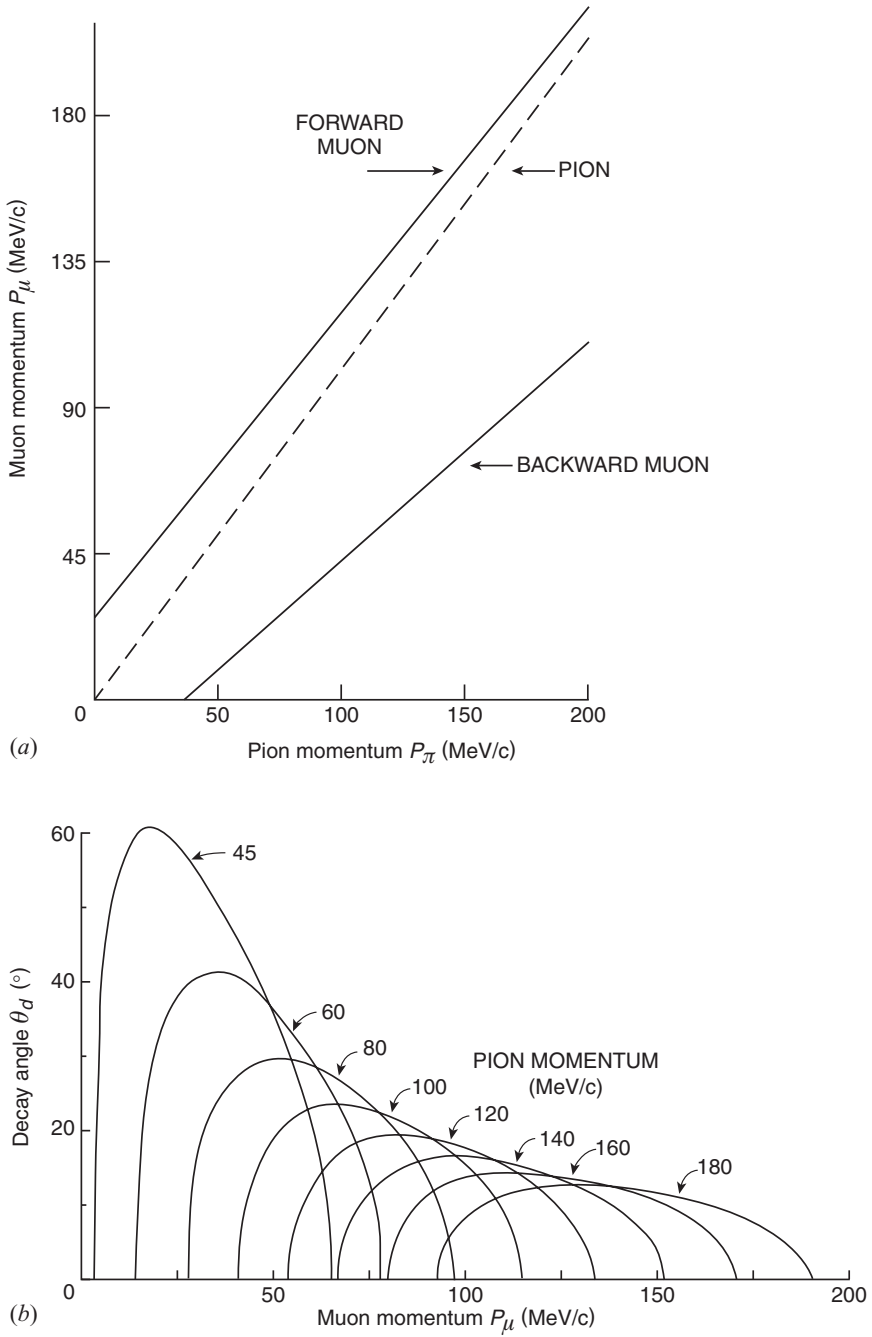 180
135
90
45
0
50
100
150
200
FORWARD
MUON
PION
BACKWARD MUON
Muon momentum Pμ (MeV/c)
Pion momentum Pπ (MeV/c)
(a)
60
40
20
0
0
50
100
150
200
45
60
80
100
120
140
160
180
PION MOMENTUM
(MeV/c)
Decay angle θd (°)
Muon momentum Pμ (MeV/c)
(b)